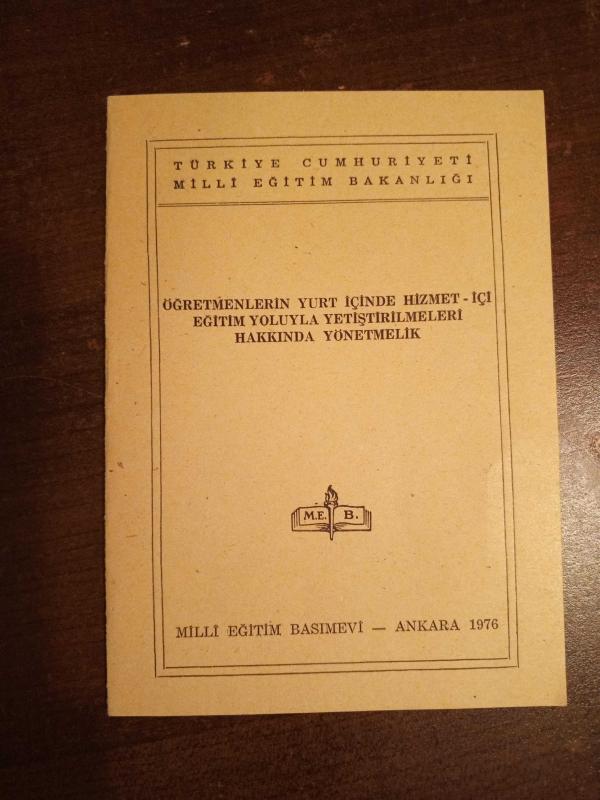 TÜRKİYE CUMHURİYETİ
MİLLÎ EĞİTİM BAKANLIĞI
ÖĞRETMENLERİN YURT İÇİNDE HİZMET - İÇİ
EĞİTİM YOLUYLA YETİŞTİRİLMELERİ
HAKKINDA YÖNETMELİK
M.E. B.
MİLLÎ EĞİTİM BASIMEVİ — ANKARA 1976